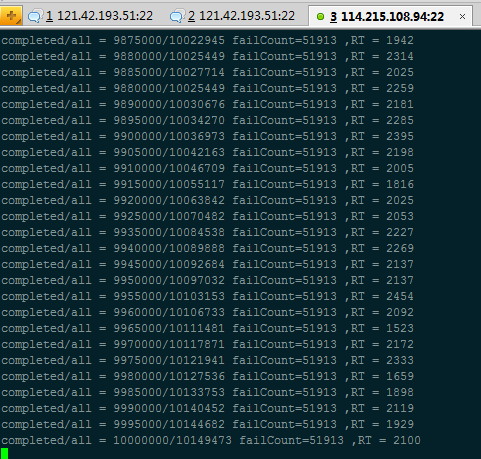 1 121.42.193.51:22 2 121.42.193.51:22 3 114.215.108.94:22 ×
completed/all = 9875000/10022945 failCount=51913 ,RT = 1942
completed/all = 9880000/10025449 failCount=51913 ,RT = 2314
completed/all = 9885000/10027714 failCount=51913 ,RT = 2025
completed/all = 9880000/10025449 failCount=51913 ,RT = 2259
completed/all = 9890000/10030676 failCount=51913 ,RT = 2181
completed/all = 9895000/10034270 failCount=51913 ,RT = 2285
completed/all = 9900000/10036973 failCount=51913 ,RT = 2395
completed/all = 9905000/10042163 failCount=51913 ,RT = 2198
completed/all = 9910000/10046709 failCount=51913 ,RT = 2005
completed/all = 9915000/10055117 failCount=51913 ,RT = 1816
completed/all = 9920000/10063842 failCount=51913 ,RT = 2025
completed/all = 9925000/10070482 failCount=51913 ,RT = 2053
completed/all = 9935000/10084538 failCount=51913 ,RT = 2227
completed/all = 9940000/10089888 failCount=51913 ,RT = 2269
completed/all = 9945000/10092684 failCount=51913 ,RT = 2137
completed/all = 9950000/10097032 failCount=51913 ,RT = 2137
completed/all = 9955000/10103153 failCount=51913 ,RT = 2454
completed/all = 9960000/10106733 failCount=51913 ,RT = 2092
completed/all = 9965000/10111481 failCount=51913 ,RT = 1523
completed/all = 9970000/10117871 failCount=51913 ,RT = 2172
completed/all = 9975000/10121941 failCount=51913 ,RT = 2333
completed/all = 9980000/10127536 failCount=51913 ,RT = 1659
completed/all = 9985000/10133753 failCount=51913 ,RT = 1898
completed/all = 9990000/10140452 failCount=51913 ,RT = 2119
completed/all = 9995000/10144682 failCount=51913 ,RT = 1929
completed/all = 10000000/10149473 failCount=51913 ,RT = 2100